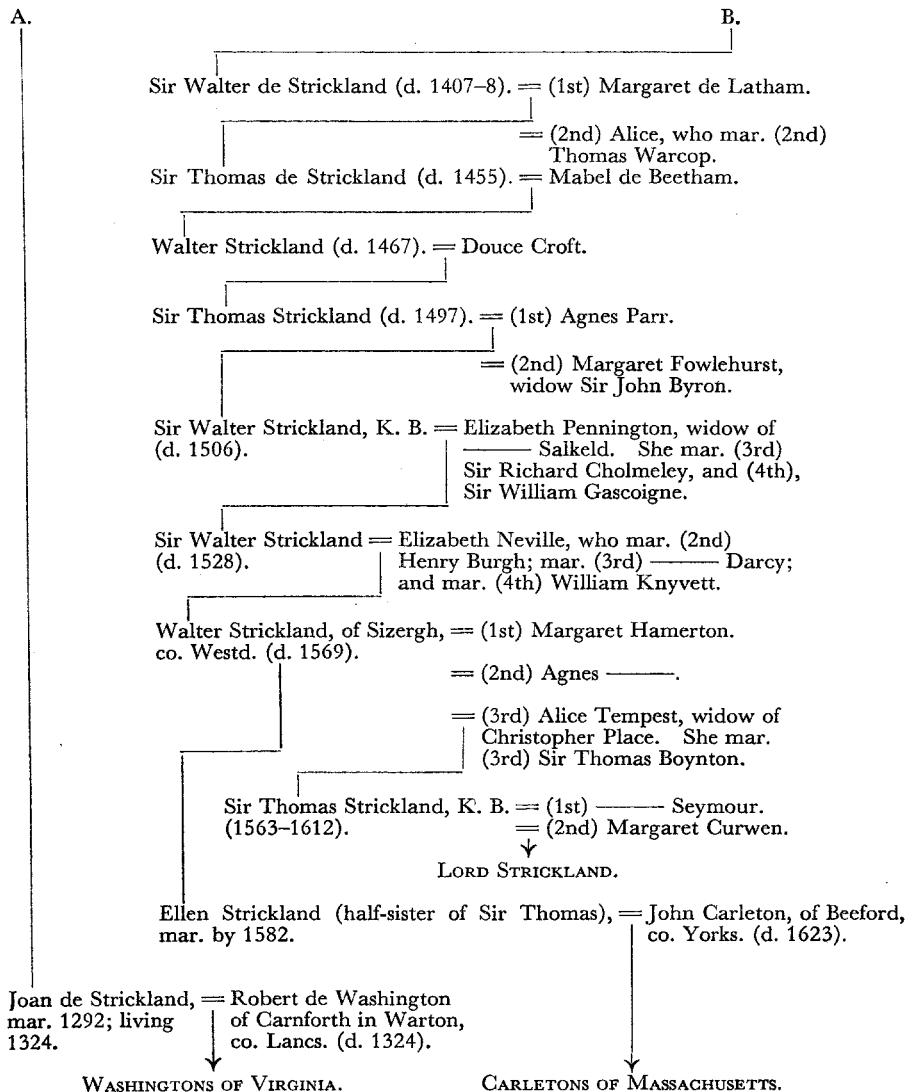 A. B.
Sir Walter de Strickland (d. 1407–8). = (1st) Margaret de Latham.
= (2nd) Alice, who mar. (2nd)
Thomas Warcop.
Sir Thomas de Strickland (d. 1455). = Mabel de Beetham.
Walter Strickland (d. 1467). = Douce Croft.
Sir Thomas Strickland (d. 1497). = (1st) Agnes Parr.
= (2nd) Margaret Fowlehurst,
widow Sir John Byron.
Sir Walter Strickland, K. B. = Elizabeth Pennington, widow of
(d. 1506). ——— Salkeld. She mar. (3rd)
Sir Richard Cholmeley, and (4th),
Sir William Gascoigne.
Sir Walter Strickland = Elizabeth Neville, who mar. (2nd)
(d. 1528). Henry Burgh; mar. (3rd) ——— Darcy;
and mar. (4th) William Knyvett.
Walter Strickland, of Sizergh, = (1st) Margaret Hamerton.
co. Westd. (d. 1569).
= (2nd) Agnes ———.
= (3rd) Alice Tempest, widow of
Christopher Place. She mar.
(3rd) Sir Thomas Boynton.
Sir Thomas Strickland, K. B. = (1st) ——— Seymour.
(1563–1612). = (2nd) Margaret Curwen.
LORD STRICKLAND.
Ellen Strickland (half-sister of Sir Thomas), = John Carleton, of Beeford,
mar. by 1582. co. Yorks. (d. 1623).
Joan de Strickland, = Robert de Washington
mar. 1292; living of Carnforth in Warton,
1324. co. Lancs. (d. 1324).
WASHINGTONS OF VIRGINIA. CARLETONS OF MASSACHUSETTS.